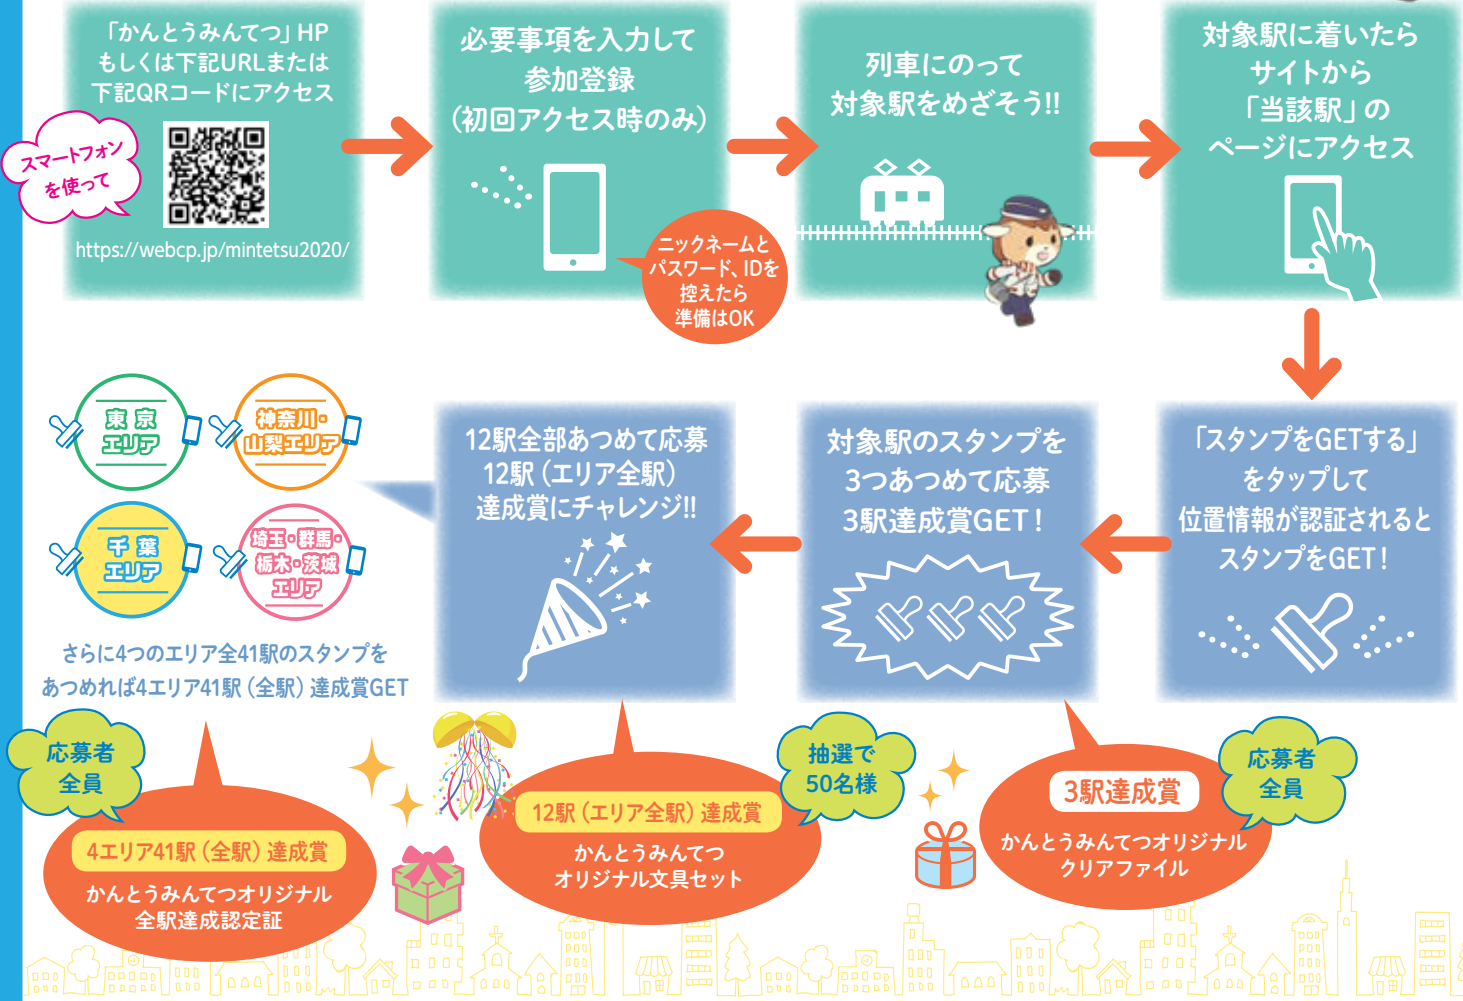 「かんとうみんてつ」HP
もしくは下記URLまたは
下記QRコードにアクセス
スマートフォン
を使って
https://webcp.jp/mintetsu2020/
必要事項を入力して
参加登録
(初回アクセス時のみ)
ニックネームと
パスワード、IDを
控えたら
準備はOK
列車にのって
対象駅をめざそう!!
対象駅に着いたら
サイトから
「当該駅」の
ページにアクセス
「スタンプをGETする」
をタップして
位置情報が認証されると
スタンプをGET!
対象駅のスタンプを
3つあつめて応募
3駅達成賞GET!
12駅全部あつめて応募
12駅(エリア全駅)
達成賞にチャレンジ!!
東京
エリア
神奈川・
山梨エリア
千葉
エリア
埼玉・群馬・
栃木・茨城
エリア
さらに4つのエリア全41駅のスタンプを
あつめれば4エリア41駅(全駅)達成賞GET
応募者
全員
4エリア41駅(全駅)達成賞
かんとうみんてつオリジナル
全駅達成認定証
抽選で
50名様
12駅(エリア全駅)達成賞
かんとうみんてつ
オリジナル文具セット
応募者
全員
3駅達成賞
かんとうみんてつオリジナル
クリアファイル